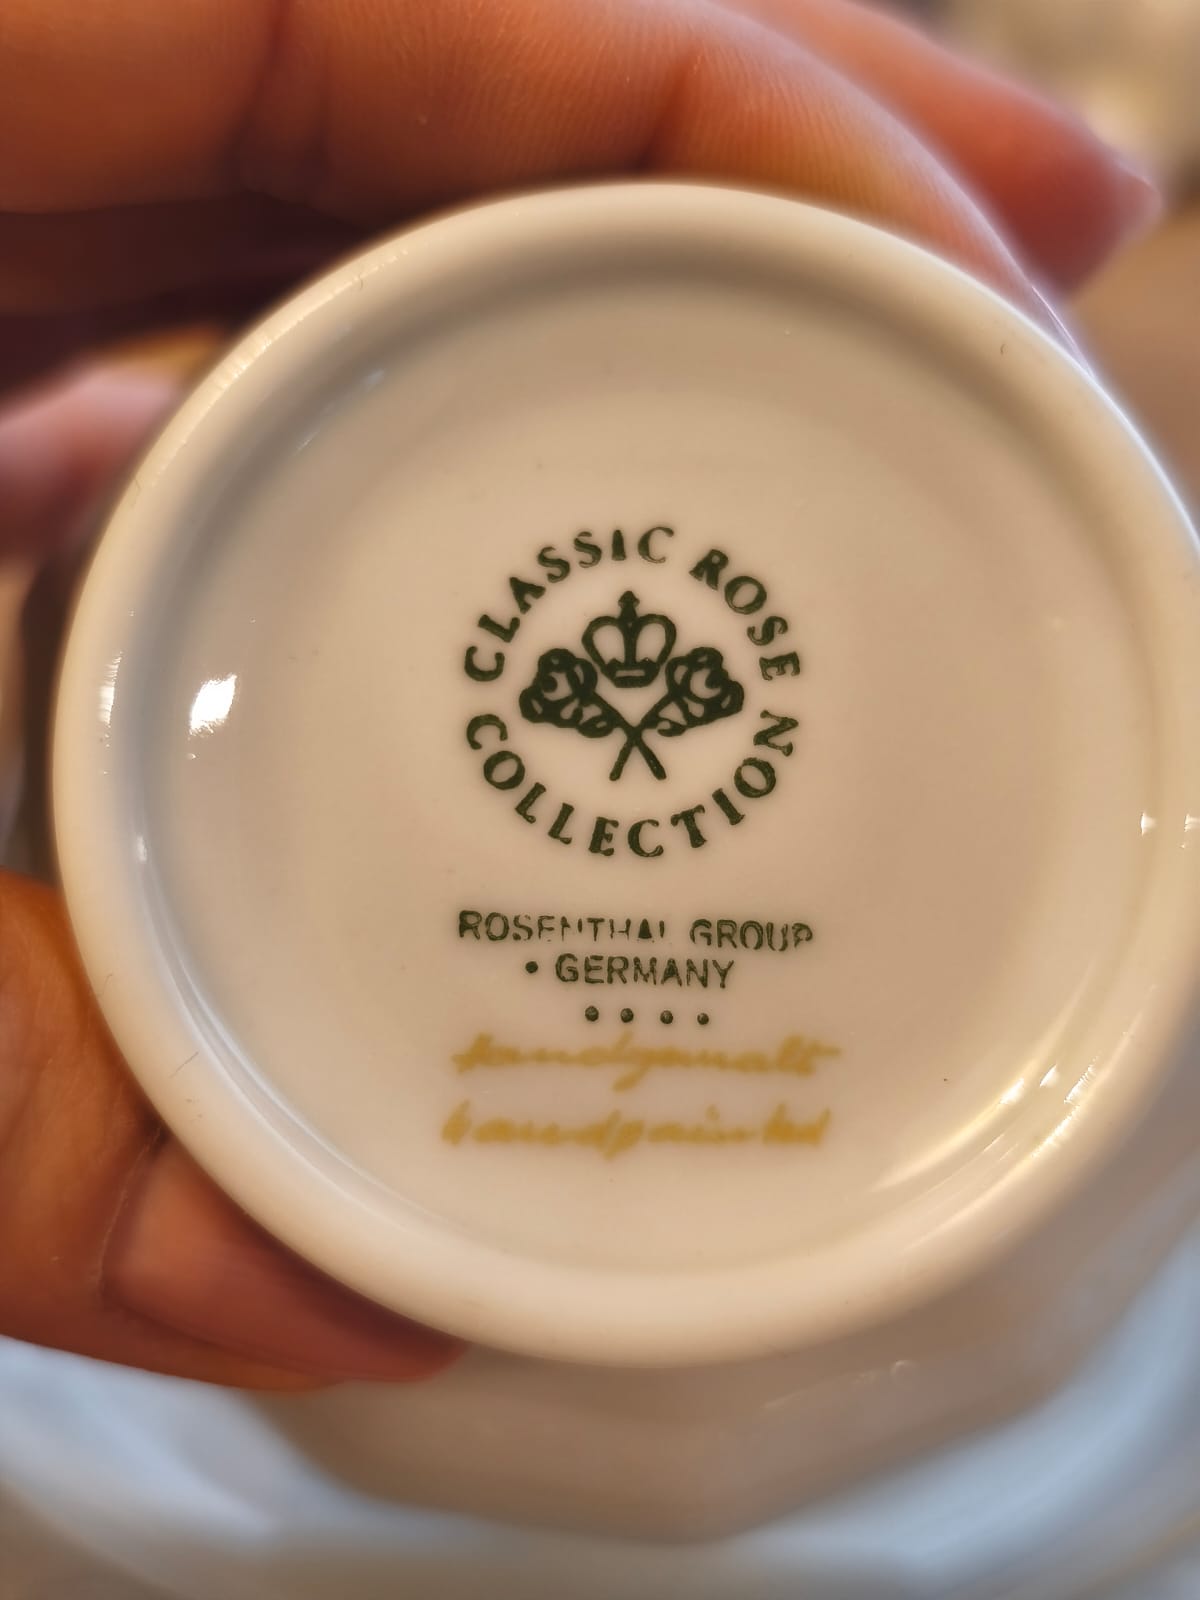 CLASSIC ROSE
COLLECTION
ROSENTHAL GROUP
• GERMANY
• • • •
handgemalt
handpainted